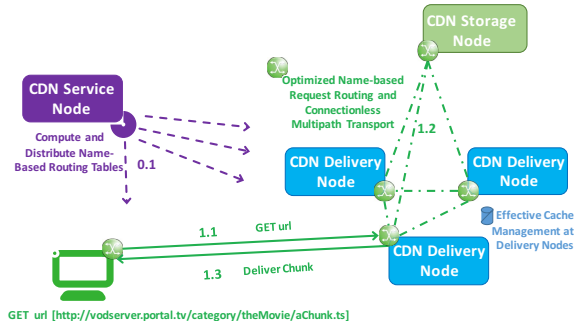 CDN Storage
Node
Optimized Name-based
Request Routing and
Connectionless
Multipath Transport
CDN Service
Node
Compute and
Distribute Name-
Based Routing Tables
0.1
1.2
CDN Delivery
Node
CDN Delivery
Node
Effective Cache
Management at
Delivery Nodes
1.1
GET url
1.3
Deliver Chunk
CDN Delivery
Node
GET url [http://vodserver.portal.tv/category/theMovie/aChunk.ts]